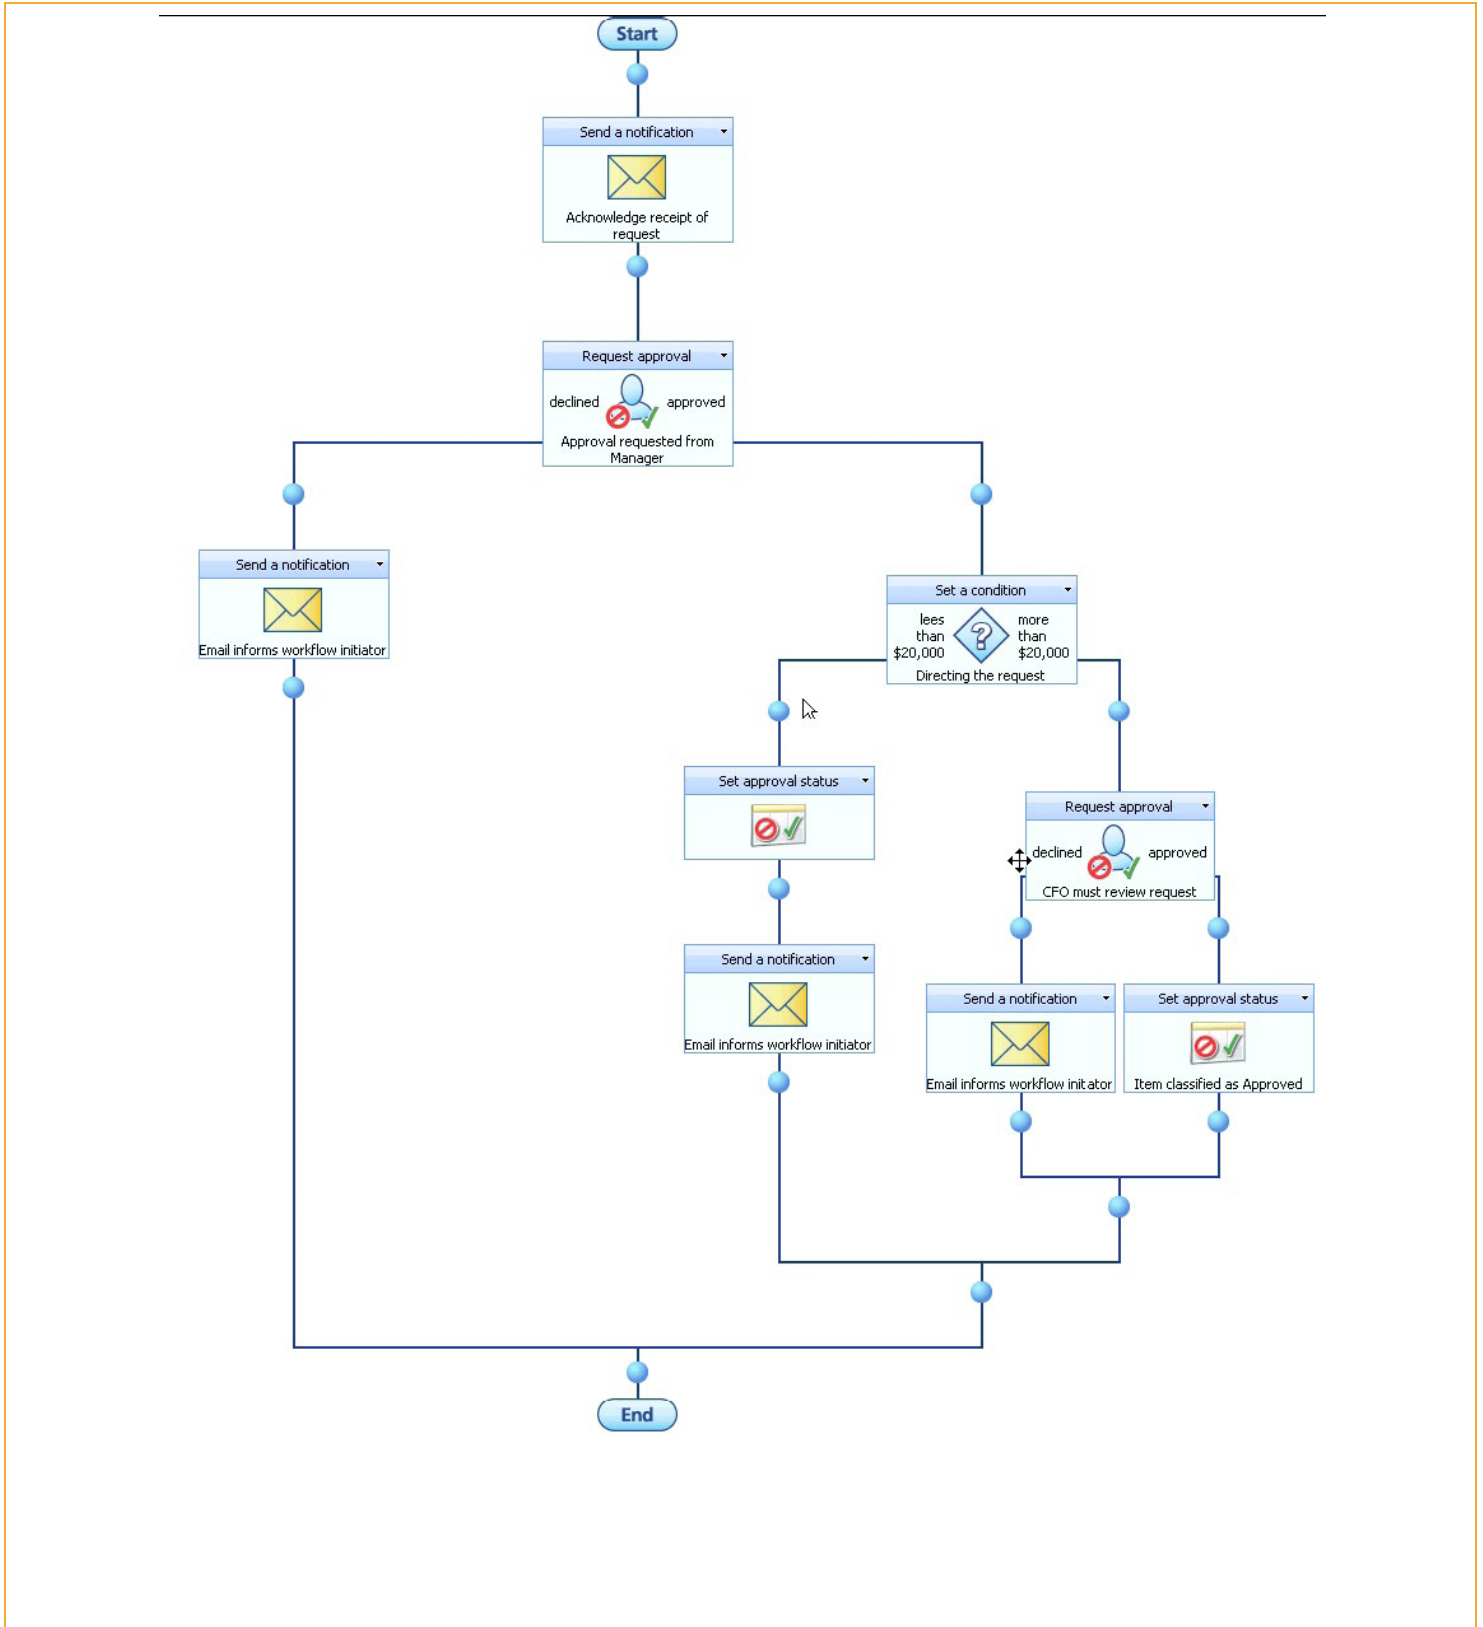 Start
Send a notification
Acknowledge receipt of
request
Request approval
declined
approved
Approval requested from
Manager
Send a notification
Email informs workflow initiator
Set a condition
lees
than
$20,000
more
than
$20,000
Directing the request
Set approval status
Request approval
declined
approved
CFO must review request
Send a notification
Email informs workflow initiator
Send a notification
Email informs workflow initator
Set approval status
Item classified as Approved
End